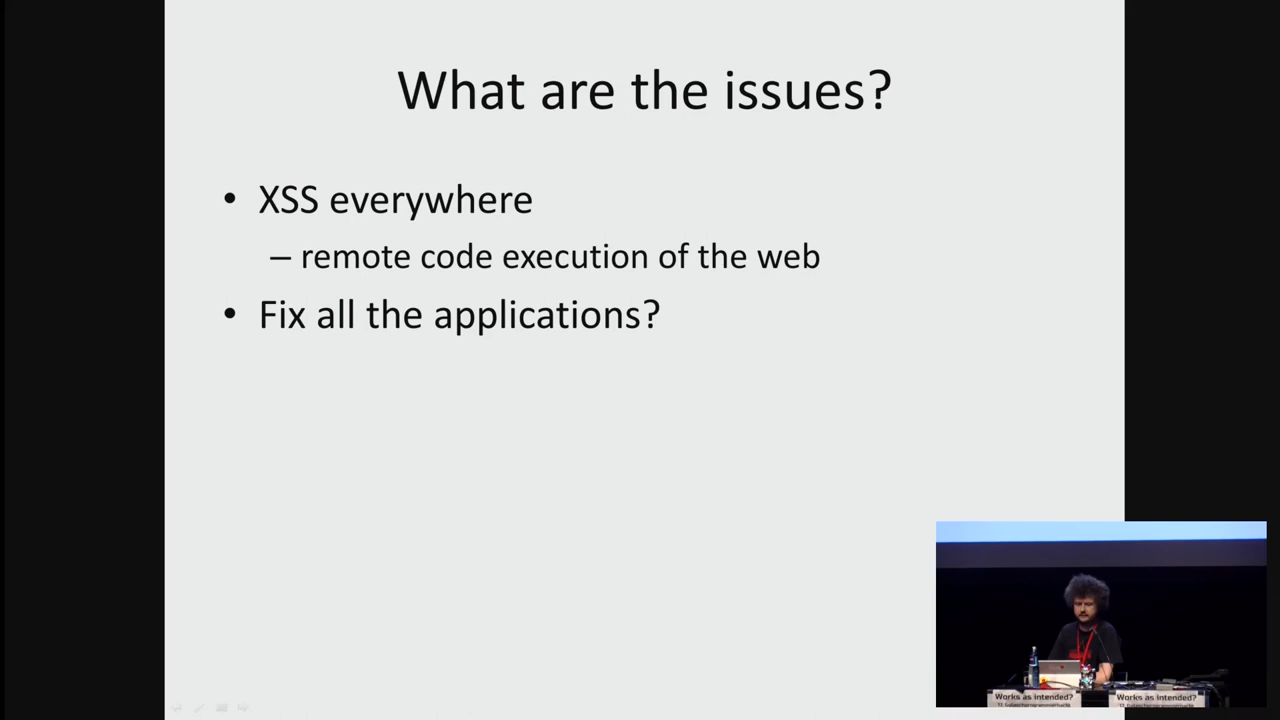 What are the issues?
• XSS everywhere
– remote code execution of the web
• Fix all the applications?
Works as intended? Works as intended?